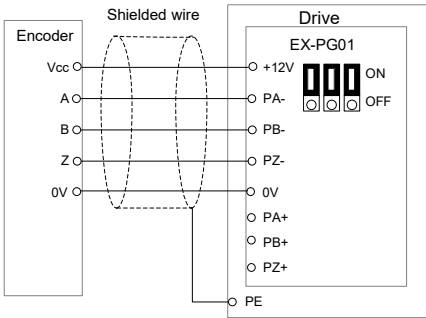 Shielded wire
Drive
Encoder
EX-PG01
Vcc
+12V
ON
A
PA-
OFF
B
PB-
Z
PZ-
0V
0V
PA+
PB+
PZ+
PE